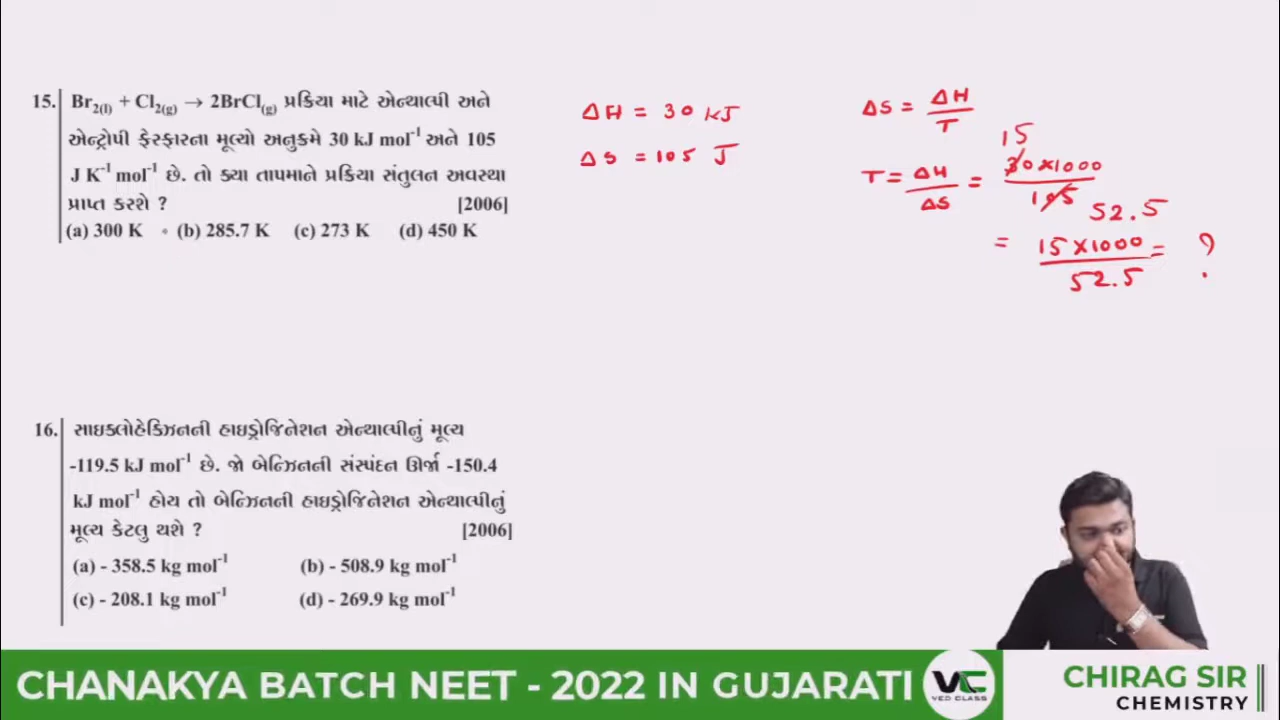 15. Br2(l) + Cl2(g) → 2BrCl(g) પ્રક્રિયા માટે એન્થાલ્પી અને
એન્ટ્રોપી ફેરફારના મૂલ્યો અનુક્રમે 30 kJ mol⁻¹ અને 105
J K⁻¹ mol⁻¹ છે. તો ક્યા તાપમાને પ્રક્રિયા સંતુલન અવસ્થા
પ્રાપ્ત કરશે ? [2006]
(a) 300 K (b) 285.7 K (c) 273 K (d) 450 K
ΔH = 30 kJ
ΔS = 105 J
ΔS = ΔH / T
15
T = ΔH / ΔS = 30×1000 / 105
52.5
= 15×1000 / 52.5 = ?
16. સાઇક્લોહેક્ઝિનની હાઇડ્રોજિનેશન એન્થાલ્પીનું મૂલ્ય
-119.5 kJ mol⁻¹ છે. જો બેન્ઝિનની સંસ્પંદન ઊર્જા -150.4
kJ mol⁻¹ હોય તો બેન્ઝિનની હાઇડ્રોજિનેશન એન્થાલ્પીનું
મૂલ્ય કેટલુ થશે ? [2006]
(a) - 358.5 kg mol⁻¹ (b) - 508.9 kg mol⁻¹
(c) - 208.1 kg mol⁻¹ (d) - 269.9 kg mol⁻¹
CHANAKYA BATCH NEET - 2022 IN GUJARATI
VED CLASS
CHIRAG SIR
CHEMISTRY